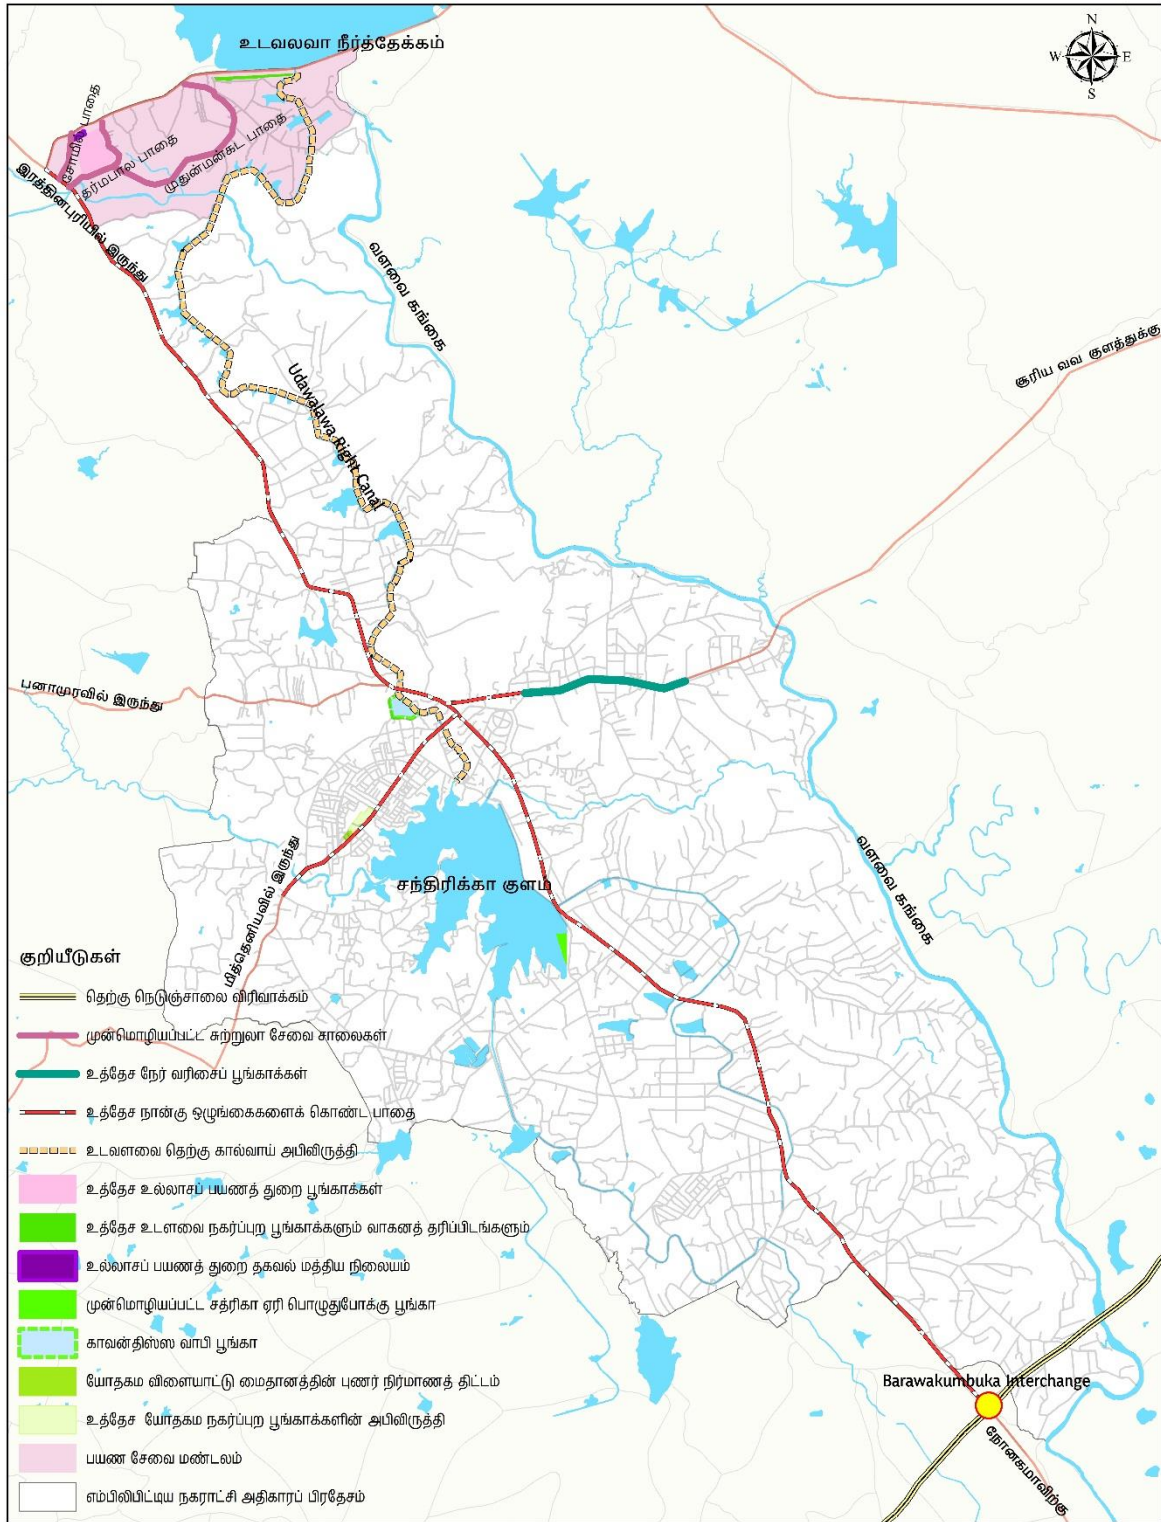 உடவலவா நீர்த்தேக்கம்
N
W E
S
சோமில் பாதை
தர்மபால பாதை
முதுன்மன்கட பாதை
இரத்தினபுரியில் இருந்து
வளவை கங்கை
சூரிய வவ குளத்துக்கு
Udawalawa Right Canal
பனாமுரவில் இருந்து
சந்திரிக்கா குளம்
வளவை கங்கை
மித்தெனியவில் இருந்து
குறியீடுகள்
தெற்கு நெடுஞ்சாலை விரிவாக்கம்
முன்மொழியப்பட்ட சுற்றுலா சேவை சாலைகள்
உத்தேச நேர் வரிசைப் பூங்காக்கள்
உத்தேச நான்கு ஒழுங்கைகளைக் கொண்ட பாதை
உடவளவை தெற்கு கால்வாய் அபிவிருத்தி
உத்தேச உல்லாசப் பயணத் துறை பூங்காக்கள்
உத்தேச உடளவை நகர்ப்புற பூங்காக்களும் வாகனத் தரிப்பிடங்களும்
உல்லாசப் பயணத் துறை தகவல் மத்திய நிலையம்
முன்மொழியப்பட்ட சத்ரிகா ஏரி பொழுதுபோக்கு பூங்கா
காவன்திஸ்ஸ வாபி பூங்கா
யோதகம விளையாட்டு மைதானத்தின் புணர் நிர்மாணத் திட்டம்
உத்தேச யோதகம நகர்ப்புற பூங்காக்களின் அபிவிருத்தி
பயண சேவை மண்டலம்
எம்பிலிபிட்டிய நகராட்சி அதிகாரப் பிரதேசம்
Barawakumbuka Interchange
நோனகமாவிற்கு